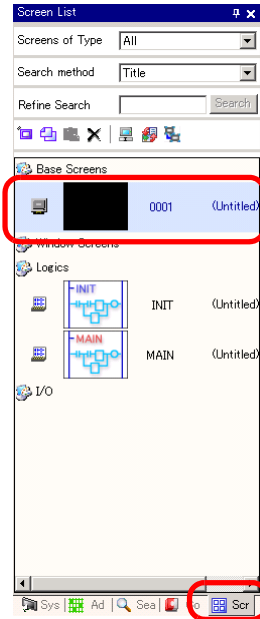 Screen List
Screens of Type All
Search method Title
Refine Search Search
Base Screens
0001 (Untitled)
Window Screens
Logics
INIT INIT (Untitled)
MAIN MAIN (Untitled)
I/O
Sys Ad Sea Scr